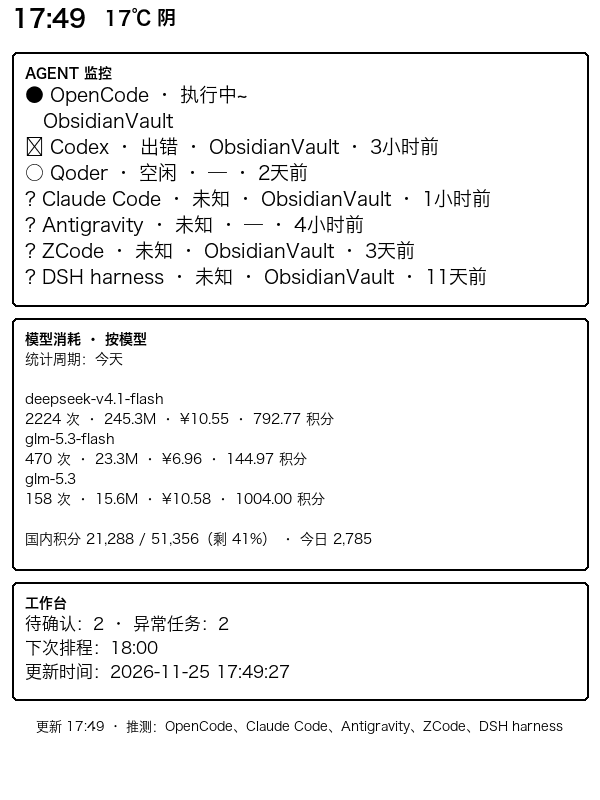 17:49 17℃ 阴
AGENT 监控
● OpenCode · 执行中~
ObsidianVault
☒ Codex · 出错 · ObsidianVault · 3小时前
○ Qoder · 空闲 · — · 2天前
? Claude Code · 未知 · ObsidianVault · 1小时前
? Antigravity · 未知 · — · 4小时前
? ZCode · 未知 · ObsidianVault · 3天前
? DSH harness · 未知 · ObsidianVault · 11天前
模型消耗 · 按模型
统计周期：今天
deepseek-v4.1-flash
2224 次 · 245.3M · ¥10.55 · 792.77 积分
glm-5.3-flash
470 次 · 23.3M · ¥6.96 · 144.97 积分
glm-5.3
158 次 · 15.6M · ¥10.58 · 1004.00 积分
国内积分 21,288 / 51,356（剩 41%） · 今日 2,785
工作台
待确认：2 · 异常任务：2
下次排程：18:00
更新时间：2026-11-25 17:49:27
更新 17:49 · 推测：OpenCode、Claude Code、Antigravity、ZCode、DSH harness